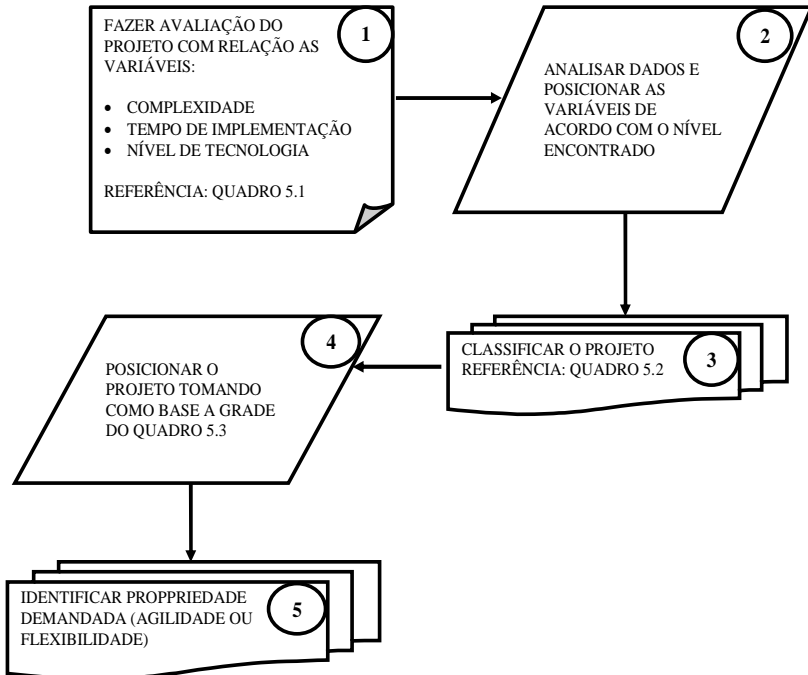 FAZER AVALIAÇÃO DO
PROJETO COM RELAÇÃO AS
VARIÁVEIS:
• COMPLEXIDADE
• TEMPO DE IMPLEMENTAÇÃO
• NÍVEL DE TECNOLOGIA
REFERÊNCIA: QUADRO 5.1
1
ANALISAR DADOS E
POSICIONAR AS
VARIÁVEIS DE
ACORDO COM O NÍVEL
ENCONTRADO
2
CLASSIFICAR O PROJETO
REFERÊNCIA: QUADRO 5.2
3
POSICIONAR O
PROJETO TOMANDO
COMO BASE A GRADE
DO QUADRO 5.3
4
IDENTIFICAR PROPPRIEDADE
DEMANDADA (AGILIDADE OU
FLEXIBILIDADE)
5